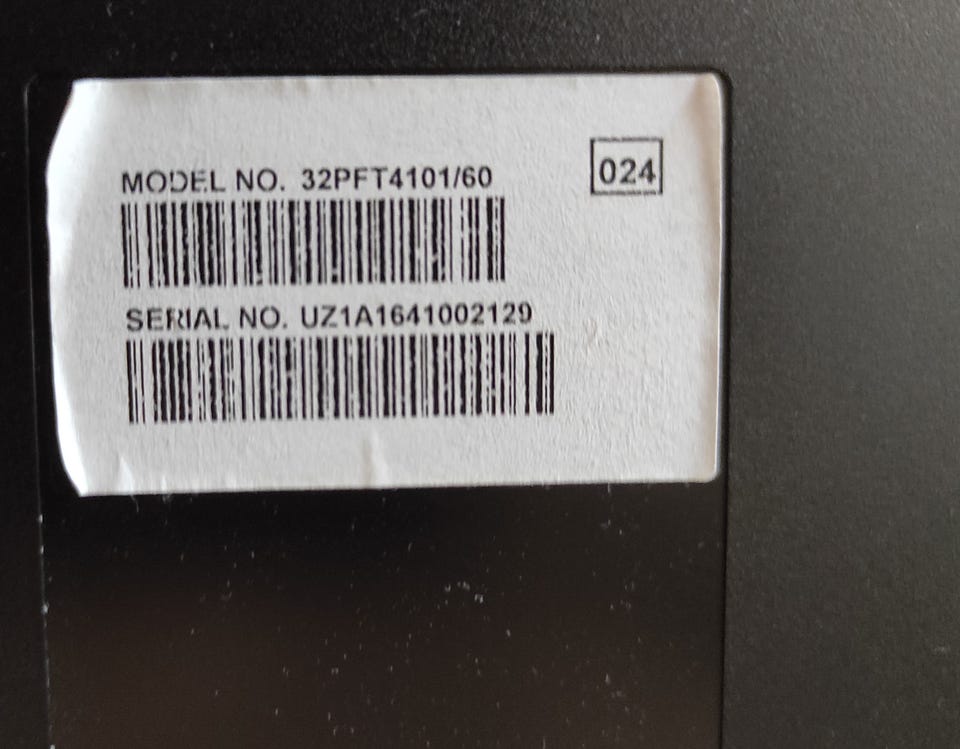 024
MODEL NO. 32PFT4101/60
SERIAL NO. UZ1A1641002129